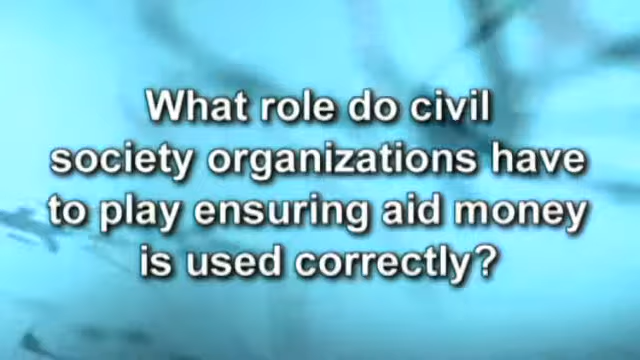 What role do civil
society organizations have
to play ensuring aid money
is used correctly?